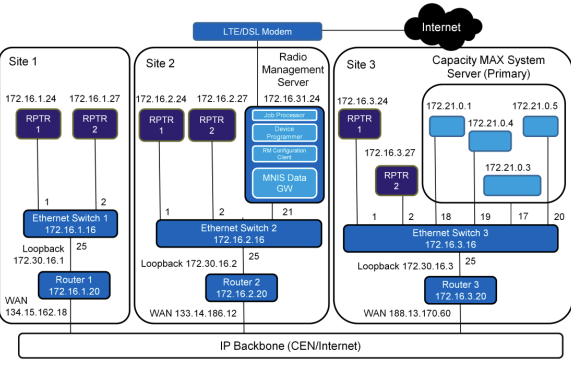 LTE/DSL Modem
Internet
Site 1
172.16.1.24
172.16.1.27
RPTR
1
RPTR
2
1
2
Ethernet Switch 1
172.16.1.16
Loopback
172.30.16.1
25
Router 1
172.16.1.20
WAN
134.15.162.18
Site 2
Radio
Management
Server
172.16.2.24
172.16.2.27
172.16.31.24
RPTR
1
RPTR
2
Job Processor
Device
Programmer
RM Configuration
Client
MNIS Data
GW
1
2
21
Ethernet Switch 2
172.16.2.16
25
Loopback 172.30.16.2
Router 2
172.16.2.20
WAN 133.14.186.12
Site 3
Capacity MAX System
Server (Primary)
172.16.3.24
172.21.0.1
172.21.0.5
172.21.0.4
RPTR
1
172.16.3.27
RPTR
2
172.21.0.3
1
2
18
19
17
20
Ethernet Switch 3
172.16.3.16
25
Loopback 172.30.16.3
Router 3
172.16.3.20
WAN 188.13.170.60
IP Backbone (CEN/Internet)